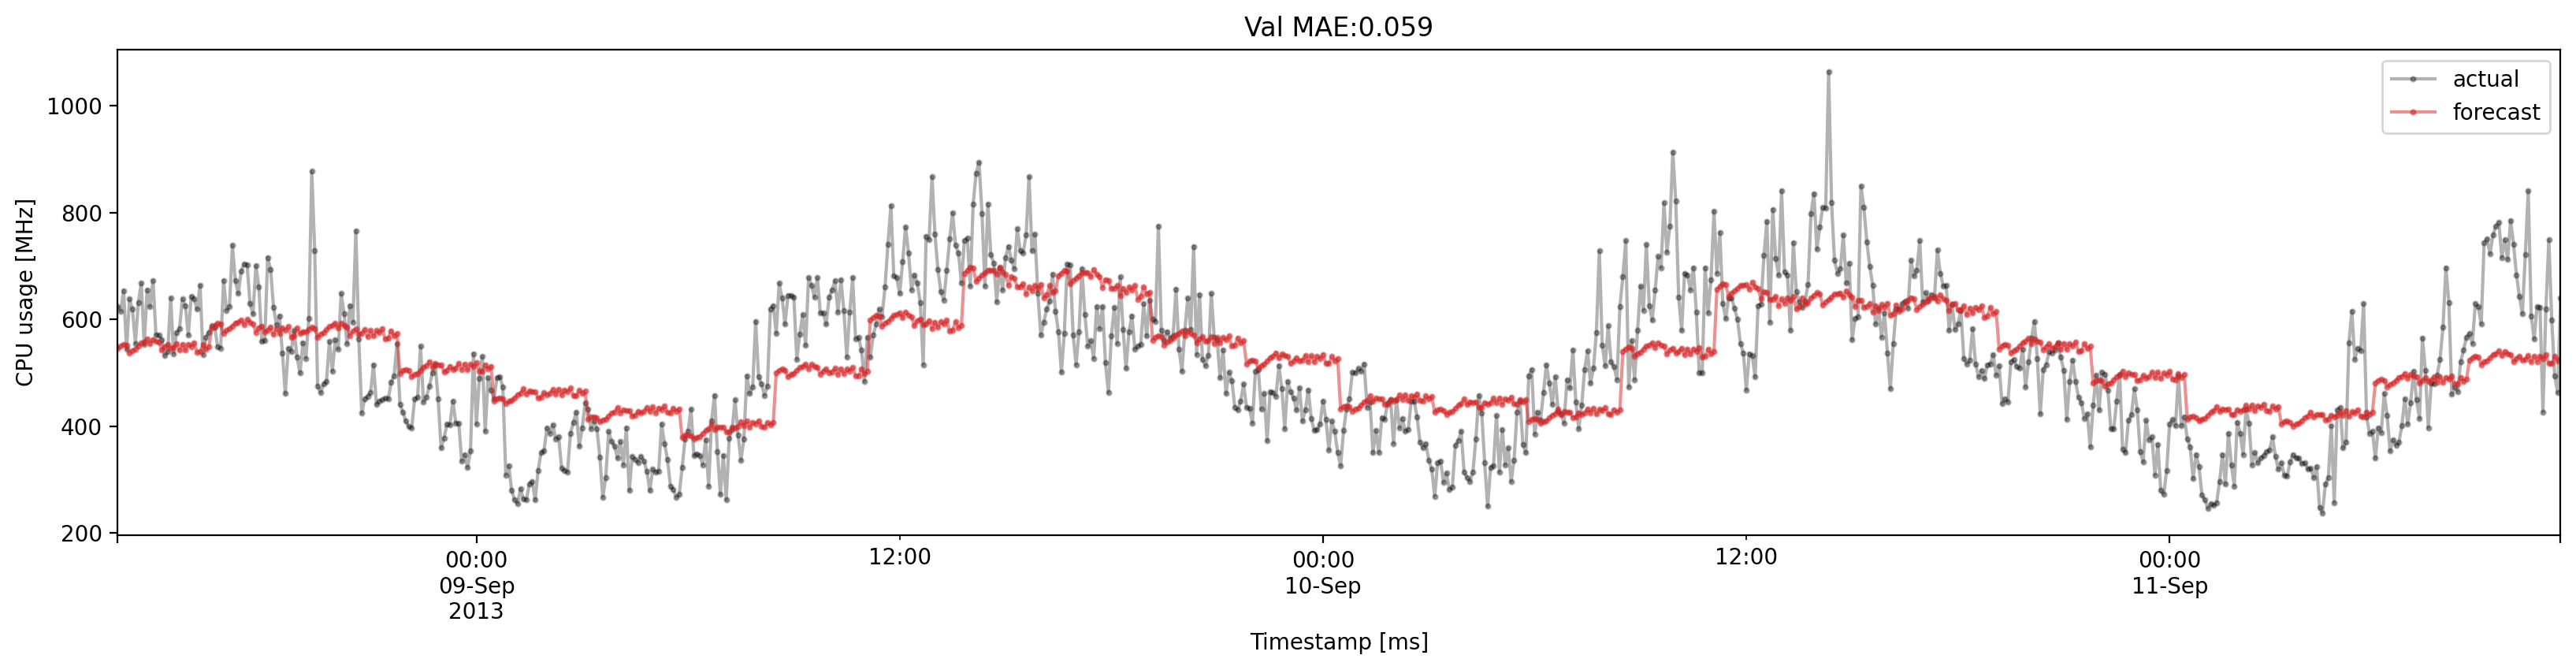 Val MAE:0.059
actual
forecast
CPU usage [MHz]
1000
800
600
400
200
00:00
09-Sep
2013
12:00
00:00
10-Sep
12:00
00:00
11-Sep
Timestamp [ms]